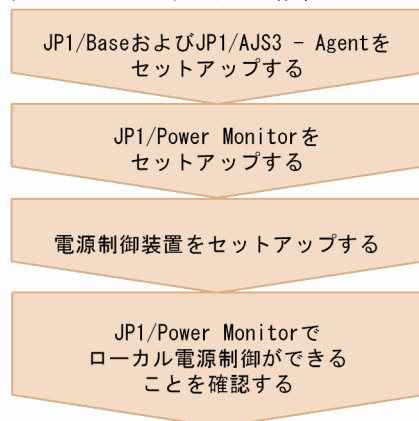 JP1/BaseおよびJP1/AJS3 - Agentを
セットアップする
JP1/Power Monitorを
セットアップする
電源制御装置をセットアップする
JP1/Power Monitorで
ローカル電源制御ができる
ことを確認する